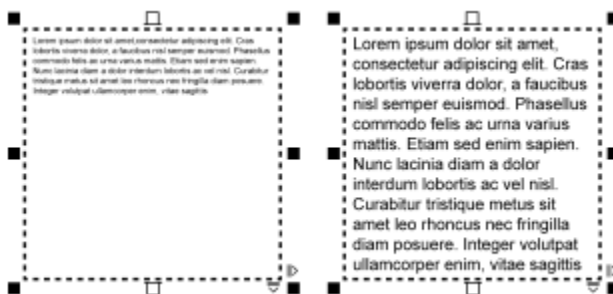 Lorem ipsum dolor sit amet,consectetur adipiscing elit. Cras
lobortis viverra dolor, a faucibus nisl semper euismod. Phasellus
commodo felis ac urna varius mattis. Etiam sed enim sapien.
Nunc lacinia diam a dolor interdum lobortis ac vel nisl. Curabitur
tristique metus sit amet leo rhoncus nec fringilla diam posuere.
Integer volutpat ullamcorper enim, vitae sagittis
Lorem ipsum dolor sit amet,
consectetur adipiscing elit. Cras
lobortis viverra dolor, a faucibus
nisl semper euismod. Phasellus
commodo felis ac urna varius
mattis. Etiam sed enim sapien.
Nunc lacinia diam a dolor
interdum lobortis ac vel nisl.
Curabitur tristique metus sit
amet leo rhoncus nec fringilla
diam posuere. Integer volutpat
ullamcorper enim, vitae sagittis